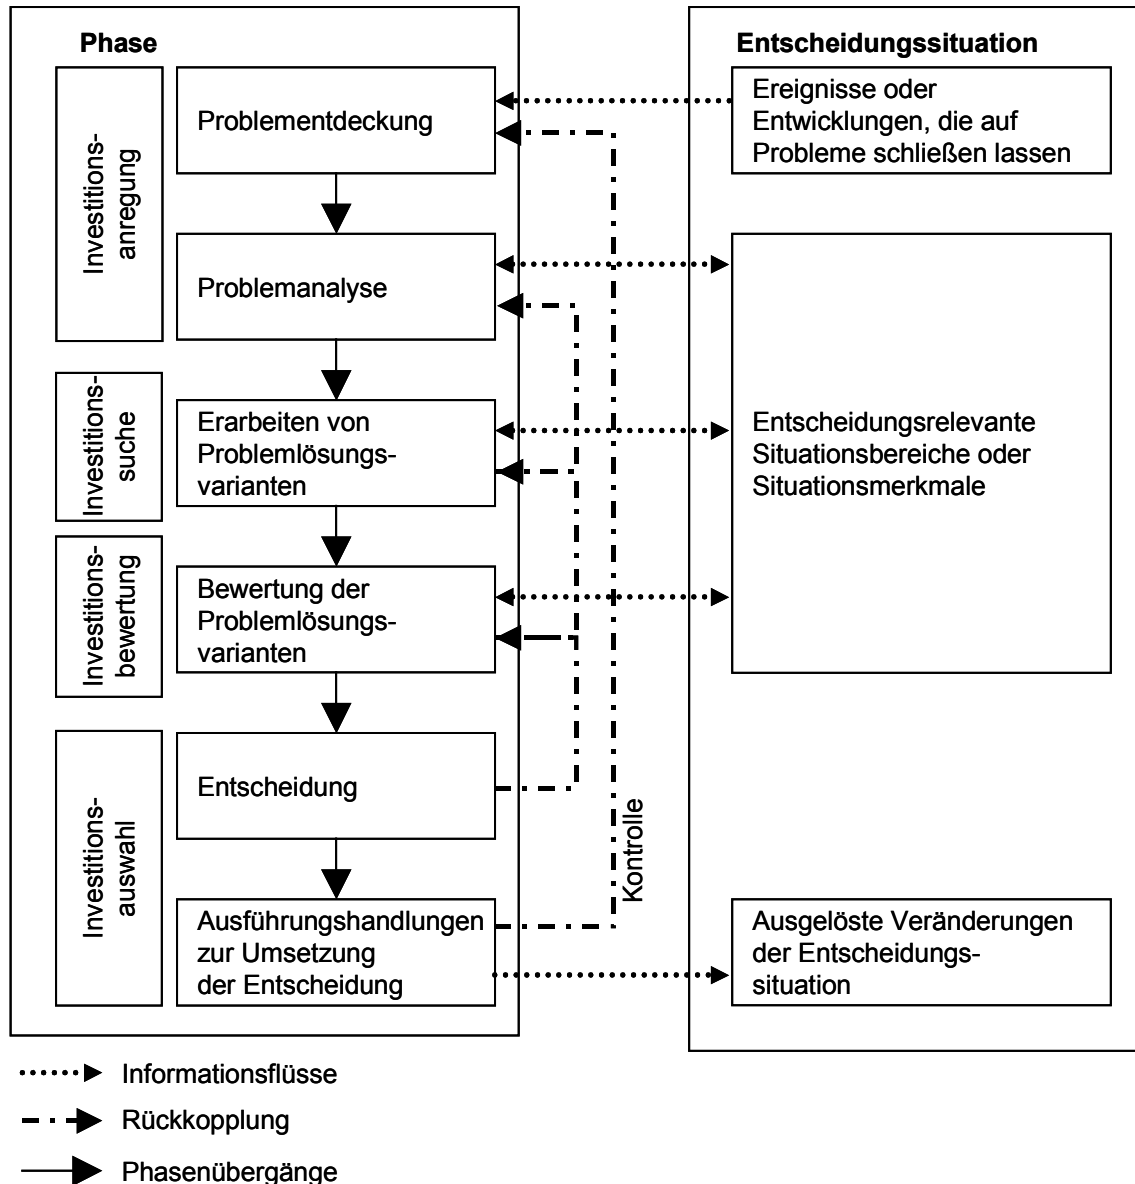 Phase
Investitions-
anregung
Problementdeckung
Problemanalyse
Investitions-
suche
Erarbeiten von
Problemlösungs-
varianten
Investitions-
bewertung
Bewertung der
Problemlösungs-
varianten
Investitions-
auswahl
Entscheidung
Ausführungshandlungen
zur Umsetzung
der Entscheidung
Kontrolle
Entscheidungssituation
Ereignisse oder
Entwicklungen, die auf
Probleme schließen lassen
Entscheidungsrelevante
Situationsbereiche oder
Situationsmerkmale
Ausgelöste Veränderungen
der Entscheidungs-
situation
Informationsflüsse
Rückkopplung
Phasenübergänge